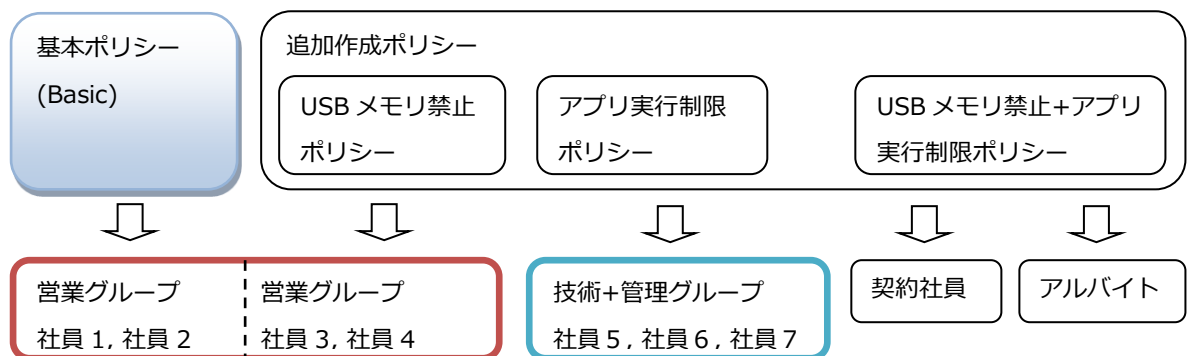 基本ポリシー
(Basic)
追加作成ポリシー
USB メモリ禁止
ポリシー
アプリ実行制限
ポリシー
USB メモリ禁止+アプリ
実行制限ポリシー
営業グループ
社員 1, 社員 2
営業グループ
社員 3, 社員 4
技術+管理グループ
社員 5 , 社員 6 , 社員 7
契約社員
アルバイト